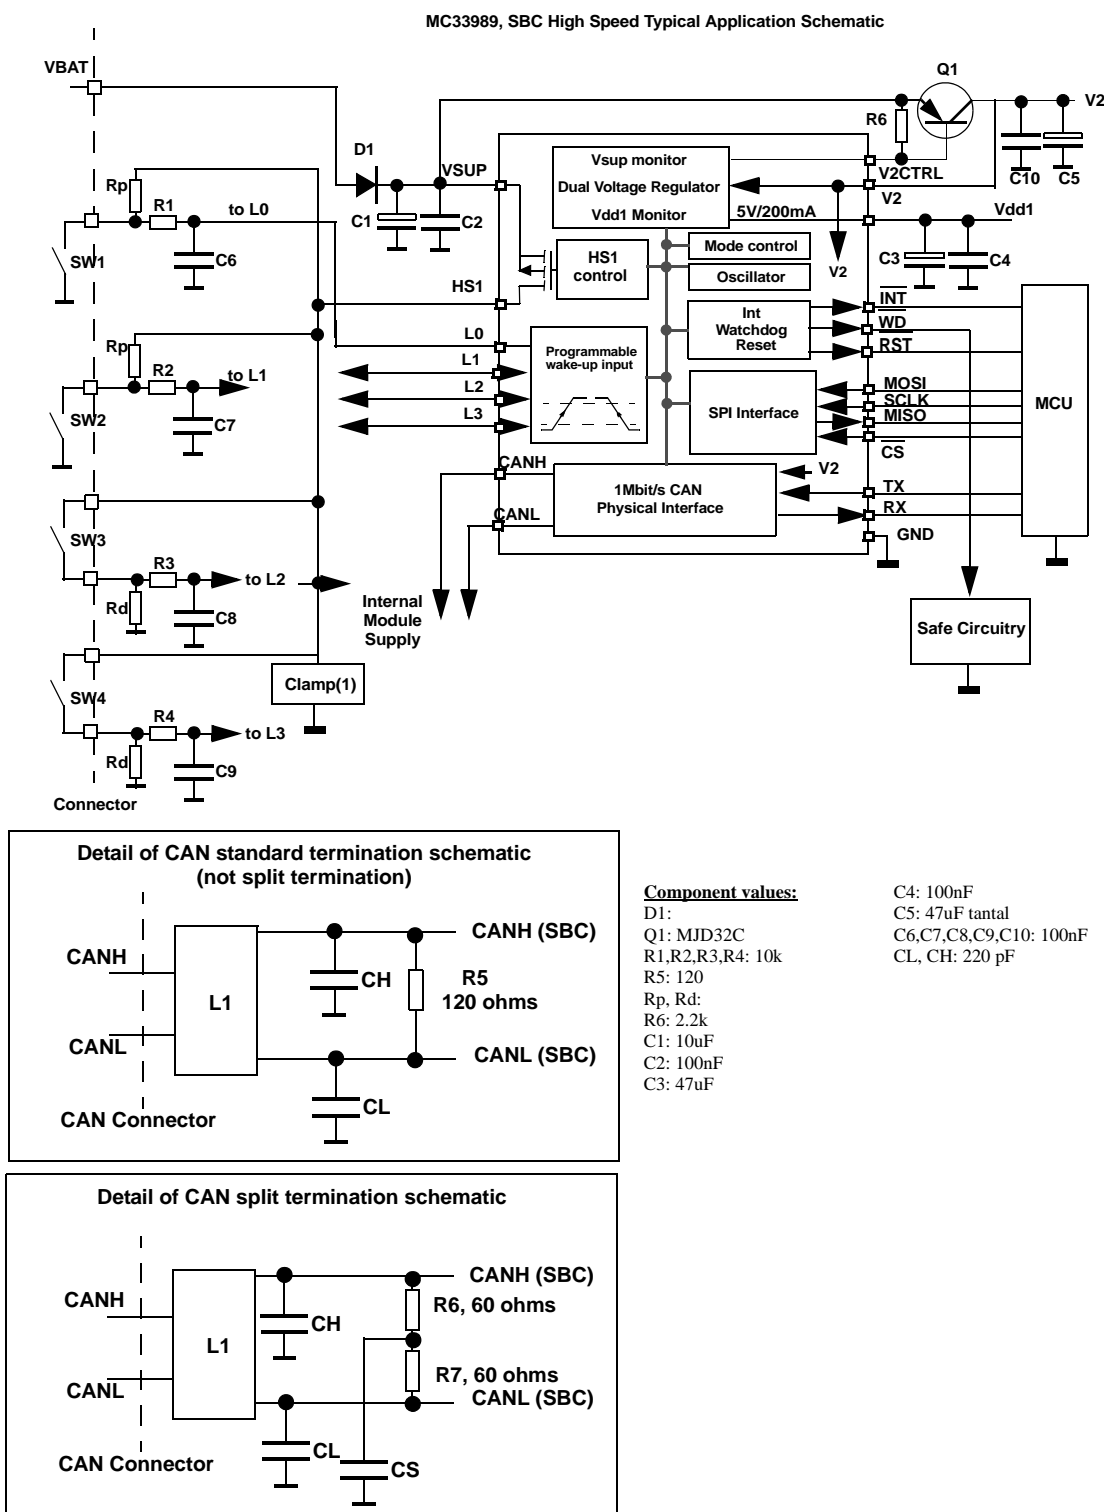 MC33989, SBC High Speed Typical Application Schematic
VBAT
Q1
V2
R6
D1
VSUP
Vsup monitor
Dual Voltage Regulator
Vdd1 Monitor
V2CTRL
V2
C10
C5
Rp
R1
to L0
C1
C2
5V/200mA
Vdd1
SW1
C6
HS1
control
Mode control
Oscillator
V2
C3
C4
HS1
INT
WD
RST
Int
Watchdog
Reset
Rp
L0
L1
L2
L3
Programmable
wake-up input
R2
to L1
SW2
C7
SPI Interface
MOSI
SCLK
MISO
CS
MCU
CANH
CANL
V2
1Mbit/s CAN
Physical Interface
TX
RX
GND
SW3
R3
to L2
Rd
C8
Internal
Module
Supply
Safe Circuitry
SW4
Clamp(1)
R4
to L3
Rd
C9
Connector
Detail of CAN standard termination schematic
(not split termination)
CANH
CANL
L1
CANH (SBC)
CH
R5
120 ohms
CANL (SBC)
CL
CAN Connector
Component values:
D1:
Q1: MJD32C
R1,R2,R3,R4: 10k
R5: 120
Rp, Rd:
R6: 2.2k
C1: 10uF
C2: 100nF
C3: 47uF
C4: 100nF
C5: 47uF tantal
C6,C7,C8,C9,C10: 100nF
CL, CH: 220 pF
Detail of CAN split termination schematic
CANH
CANL
L1
CANH (SBC)
R6, 60 ohms
CH
R7, 60 ohms
CANL (SBC)
CL
CS
CAN Connector